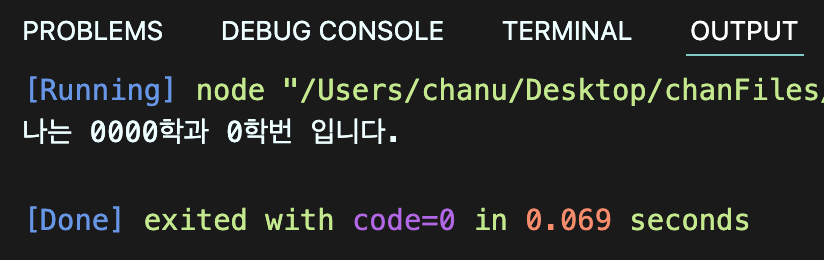 PROBLEMS DEBUG CONSOLE TERMINAL OUTPUT
[Running] node "/Users/chanu/Desktop/chanFiles/
나는 0000학과 0학번 입니다.
[Done] exited with code=0 in 0.069 seconds